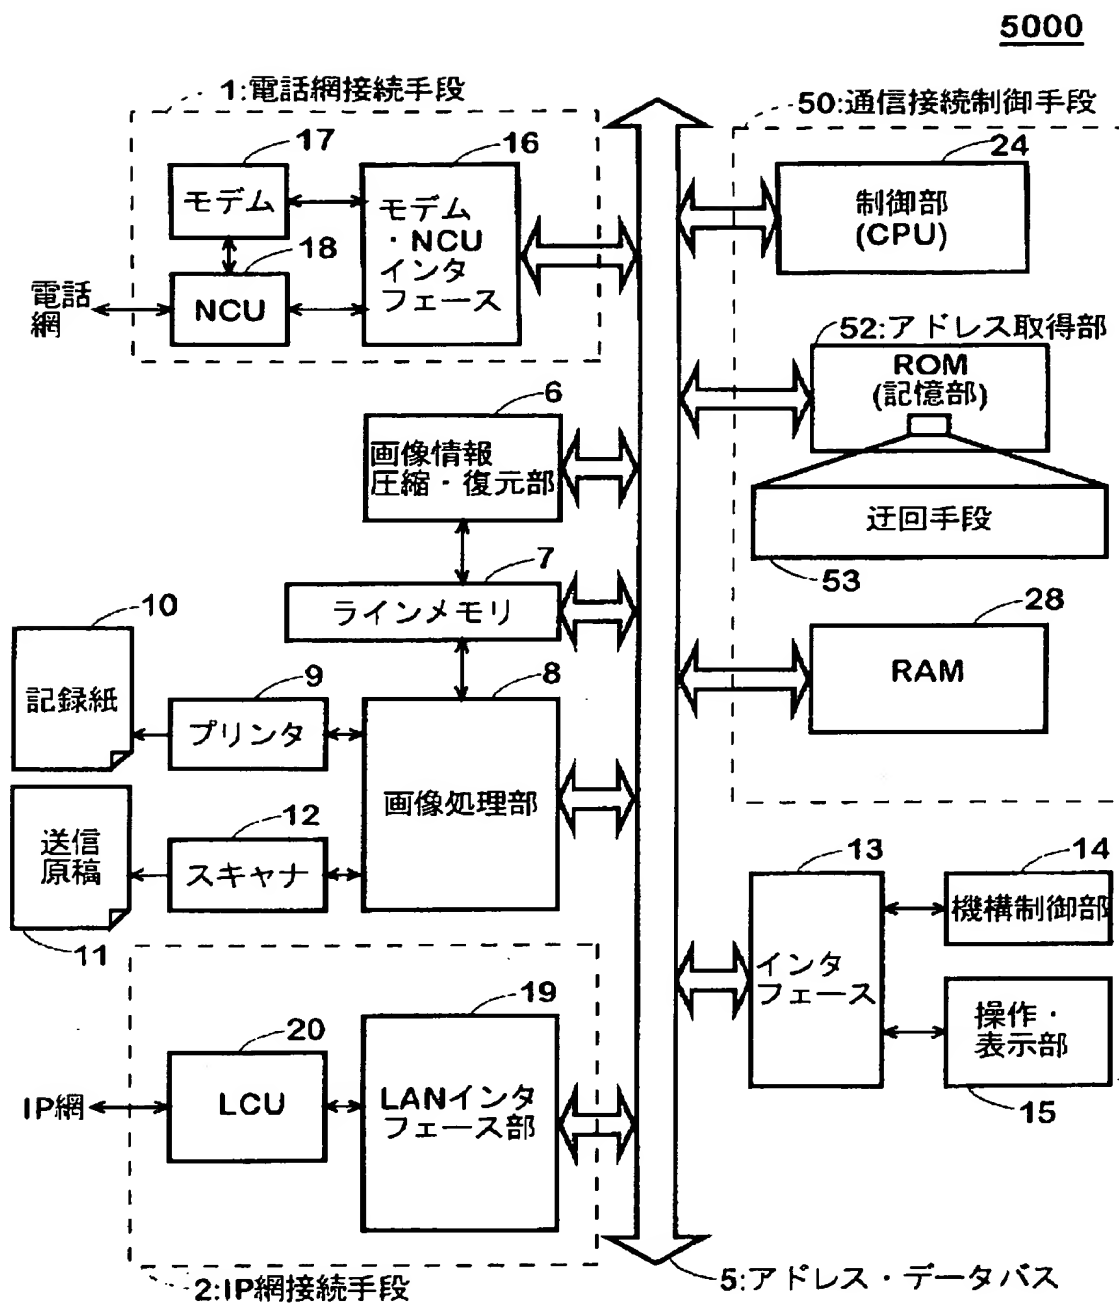 5000
1:電話網接続手段
17
モデム
16
モデム
・NCU
インタ
フェース
18
NCU
電話
網
50:通信接続制御手段
24
制御部
(CPU)
52:アドレス取得部
ROM
(記憶部)
迂回手段
53
6
画像情報
圧縮・復元部
7
ラインメモリ
28
RAM
10
記録紙
9
プリンタ
8
画像処理部
12
スキャナ
送信
原稿
11
13
インタ
フェース
14
機構制御部
操作・
表示部
15
19
LANインタ
フェース部
20
LCU
IP網
2:IP網接続手段
5:アドレス・データバス